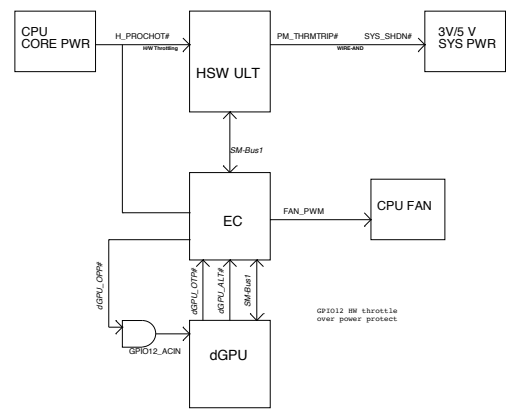 CPU
CORE PWR
H_PROCHOT#
H/W Throttling
HSW ULT
PM_THRMTRIP#
SYS_SHDN#
WIRE-AND
3V/5 V
SYS PWR
SM-Bus1
EC
FAN_PWM
CPU FAN
dGPU_OPP#
dGPU_OTP#
dGPU_ALT#
SM-Bus1
GPIO12_ACIN
dGPU
GPIO12 HW throttle
over power protect